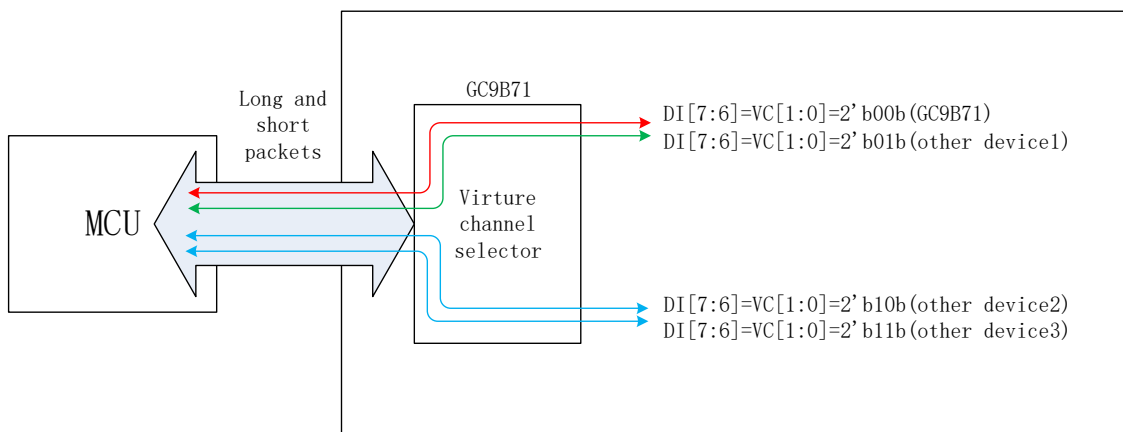 GC9B71
Long and
short
packets
DI[7:6]=VC[1:0]=2'b00b(GC9B71)
DI[7:6]=VC[1:0]=2'b01b(other device1)
MCU
Virture
channel
selector
DI[7:6]=VC[1:0]=2'b10b(other device2)
DI[7:6]=VC[1:0]=2'b11b(other device3)